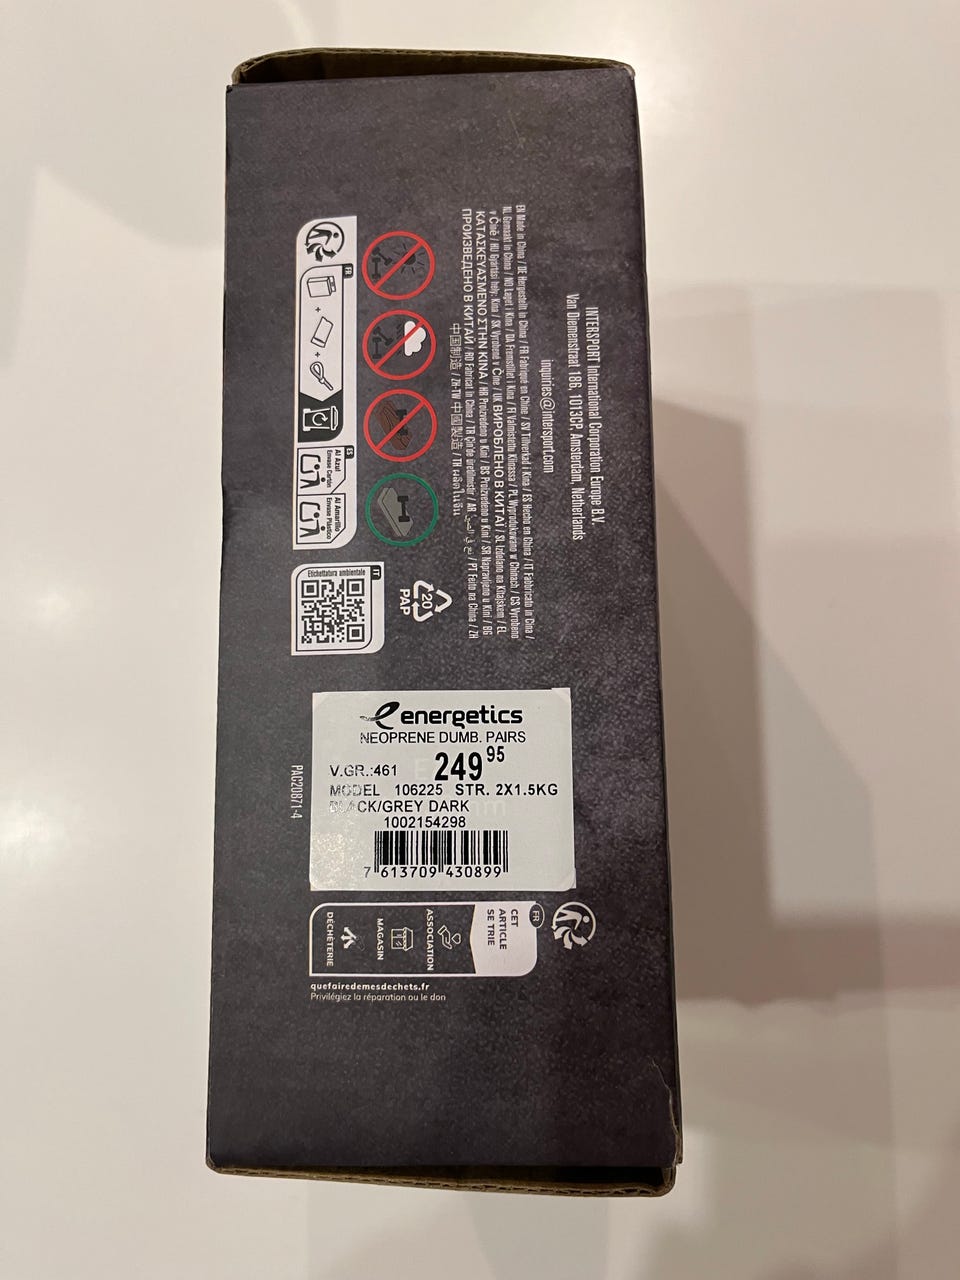 INTERSPORT International Corporation Europe B.V.
Van Diemenstraat 186, 1013CP, Amsterdam, Netherlands
inquiries@intersport.com
EN Made in China / DE Hergestellt in China / FR Fabriqué en Chine / SV Tillverkad i Kina / ES Hecho en China / IT Fabbricato in Cina /
NL Gemaakt in China / NO Laget i Kina / DA Fremstillet i Kina / FI Valmistettu Kiinassa / PL Wyprodukowano w Chinach / CS Vyrobeno
v Číně / HU Gyártási hely: Kína / SK Vyrobené v Číne / UK ВИРОБЛЕНО В КИТАЇ / SL Izdelano na Kitajskem / EL
ΚΑΤΑΣΚΕΥΑΣΜΕΝΟ ΣΤΗΝ ΚΙΝΑ / HR Proizvedeno u Kini / BS Proizvedeno u Kini / SR Napravljeno u Kini / BG
ПРОИЗВЕДЕНО В КИТАЙ / RO Fabricat în China / TR Çin'de üretilmiştir / AR صنع في الصين / PT Feito na China / ZH
中国制造 / ZH-TW 中國製造 / TH ผลิตในจีน
FR
+
+
ES
Al Azul
Envase Cartón
Al Amarillo
Envase Plástico
20
PAP
IT
Etichettatura ambientale
energetics
NEOPRENE DUMB. PAIRS
V.GR.:461 249 95
MODEL 106225 STR. 2X1.5KG
BLACK/GREY DARK
1002154298
7 613709 430899
PAC20871-4
FR
CET
ARTICLE
SE TRIE
ASSOCIATION
MAGASIN
DÉCHÈTERIE
quefairedemesdechets.fr
Privilégiez la réparation ou le don